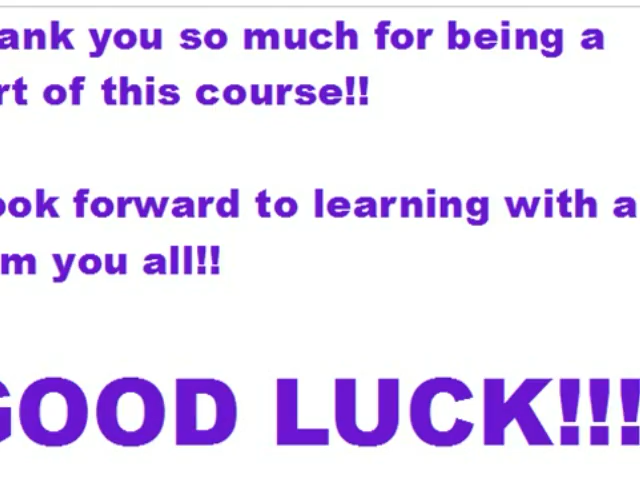 ank you so much for being a
rt of this course!!
ook forward to learning with a
m you all!!
GOOD LUCK!!!